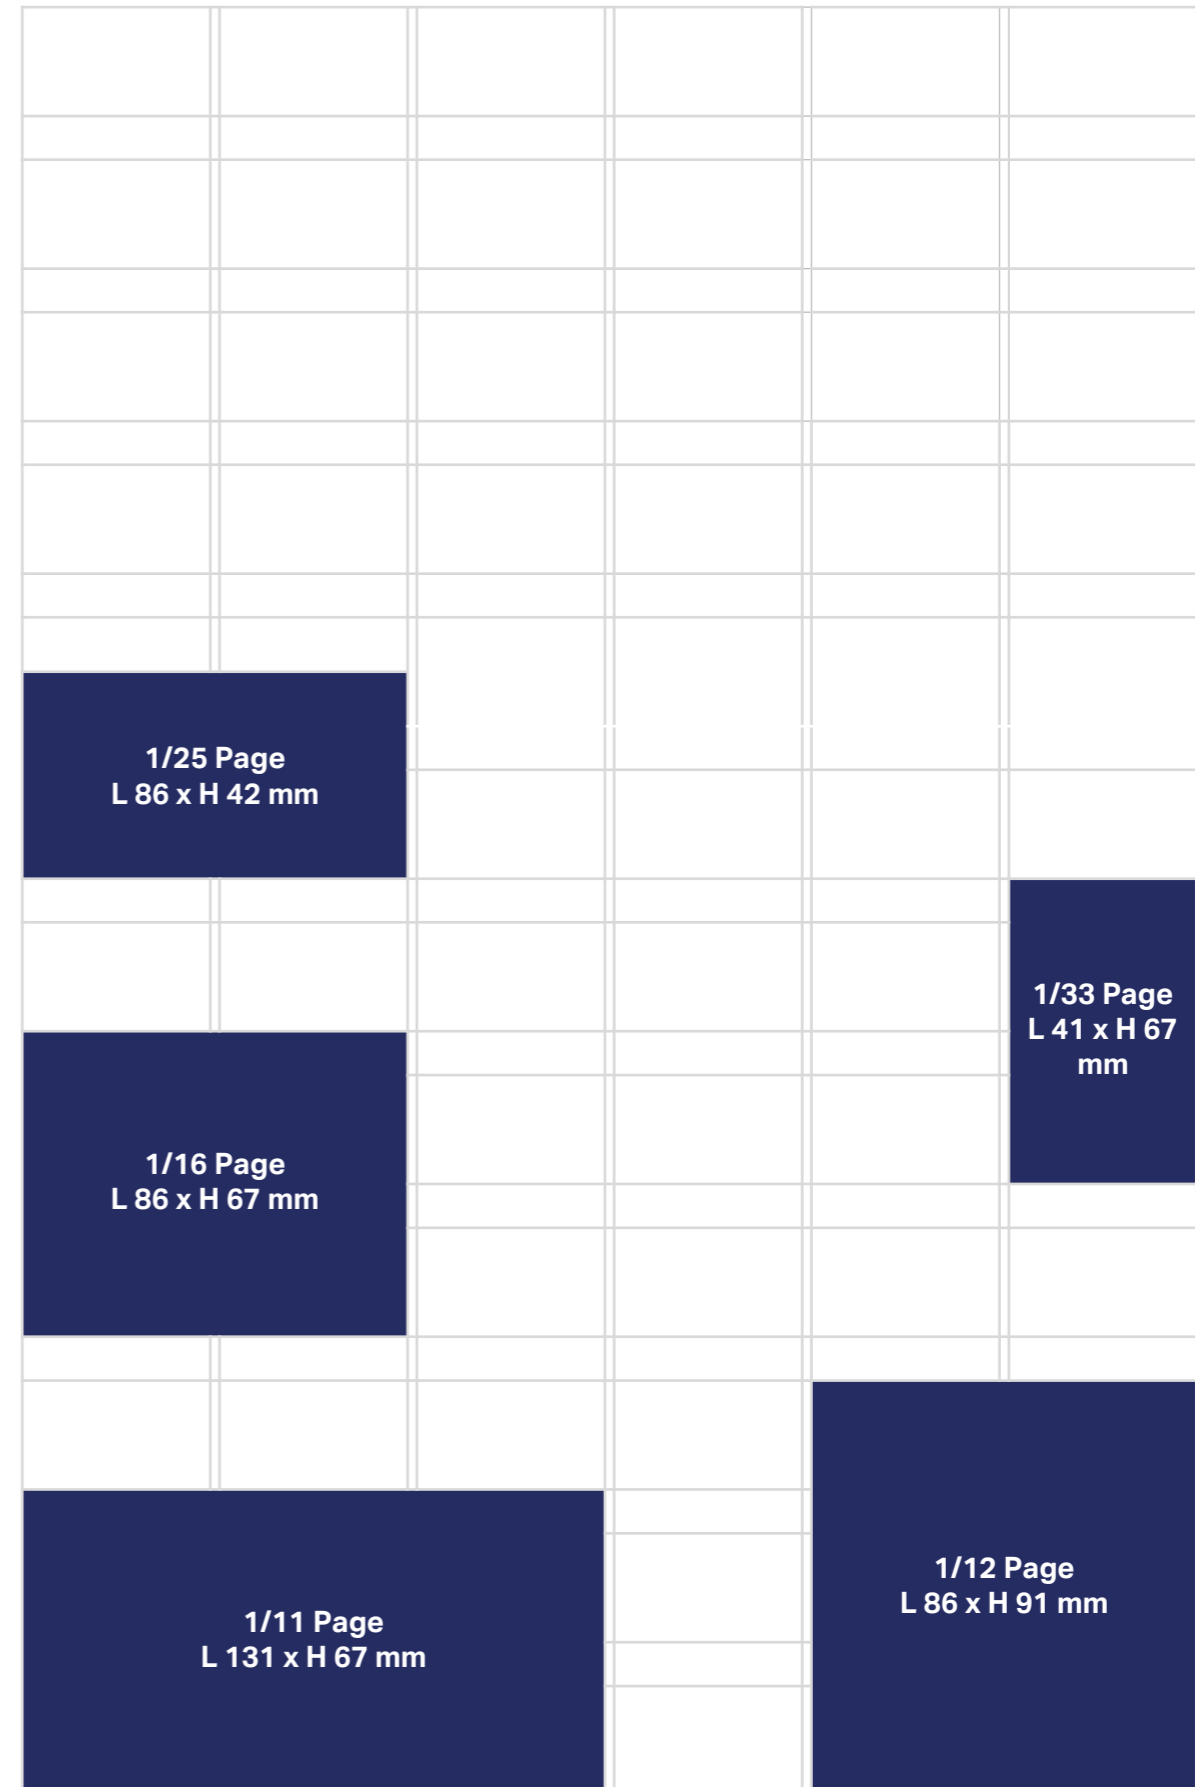 1/25 Page
L 86 x H 42 mm
1/33 Page
L 41 x H 67
mm
1/16 Page
L 86 x H 67 mm
1/12 Page
L 86 x H 91 mm
1/11 Page
L 131 x H 67 mm